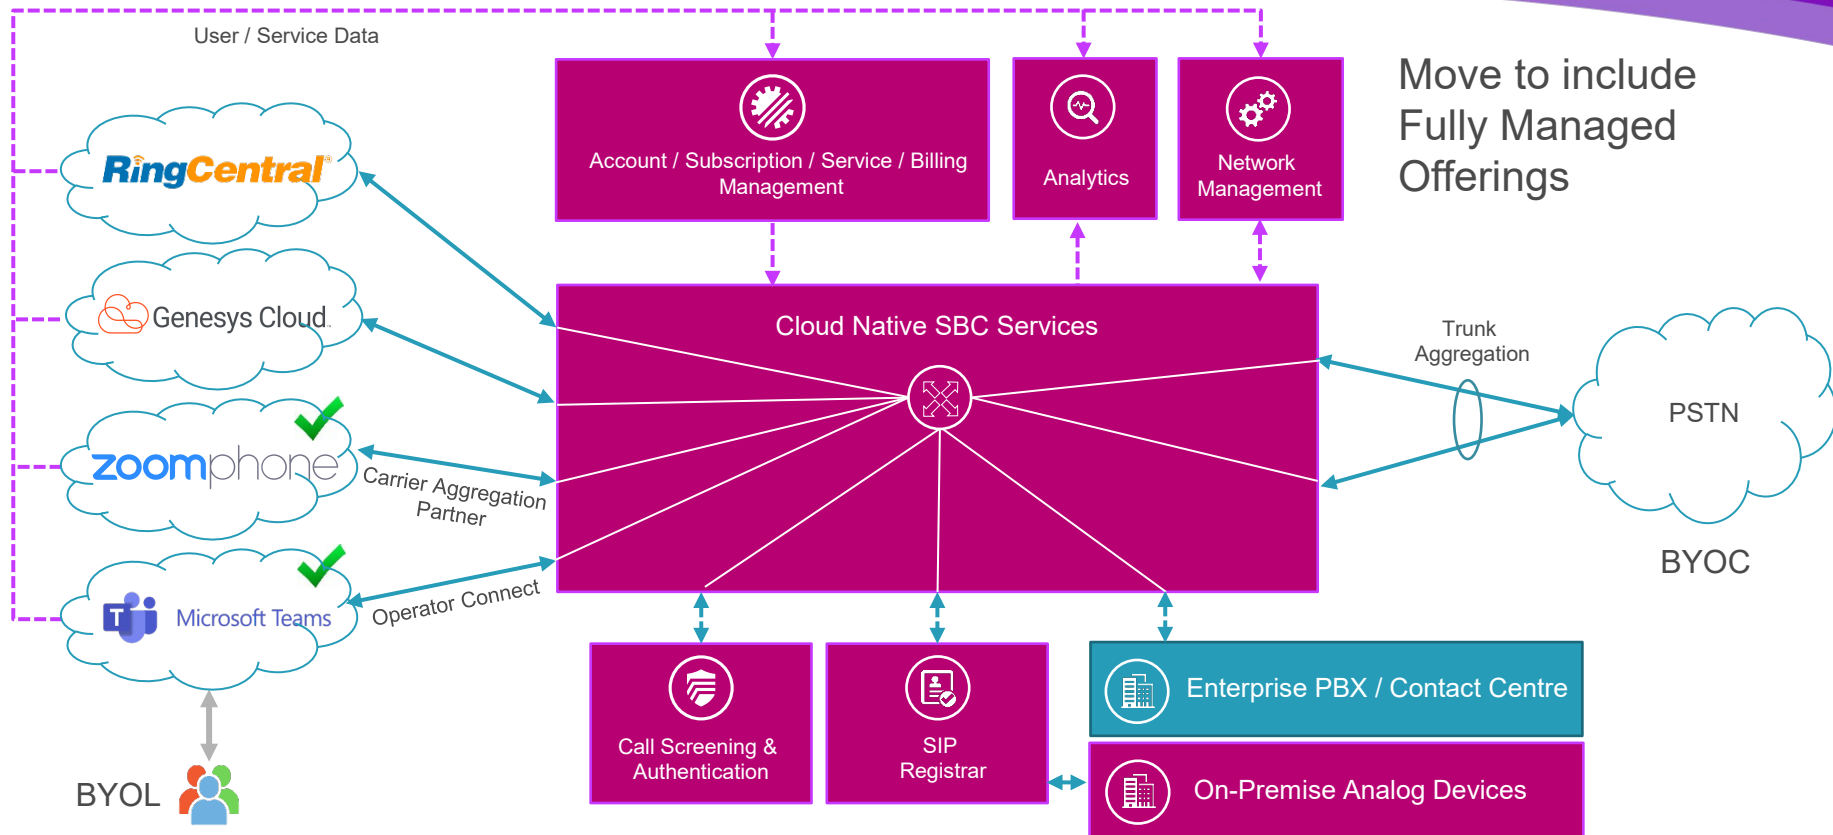 User / Service Data
Move to include
Fully Managed
Offerings
RingCentral®
Account / Subscription / Service / Billing
Management
Analytics
Network
Management
Genesys Cloud™
Cloud Native SBC Services
Trunk
Aggregation
PSTN
zoomphone
Carrier Aggregation
Partner
BYOC
Microsoft Teams
Operator Connect
Enterprise PBX / Contact Centre
Call Screening &
Authentication
SIP
Registrar
On-Premise Analog Devices
BYOL
T